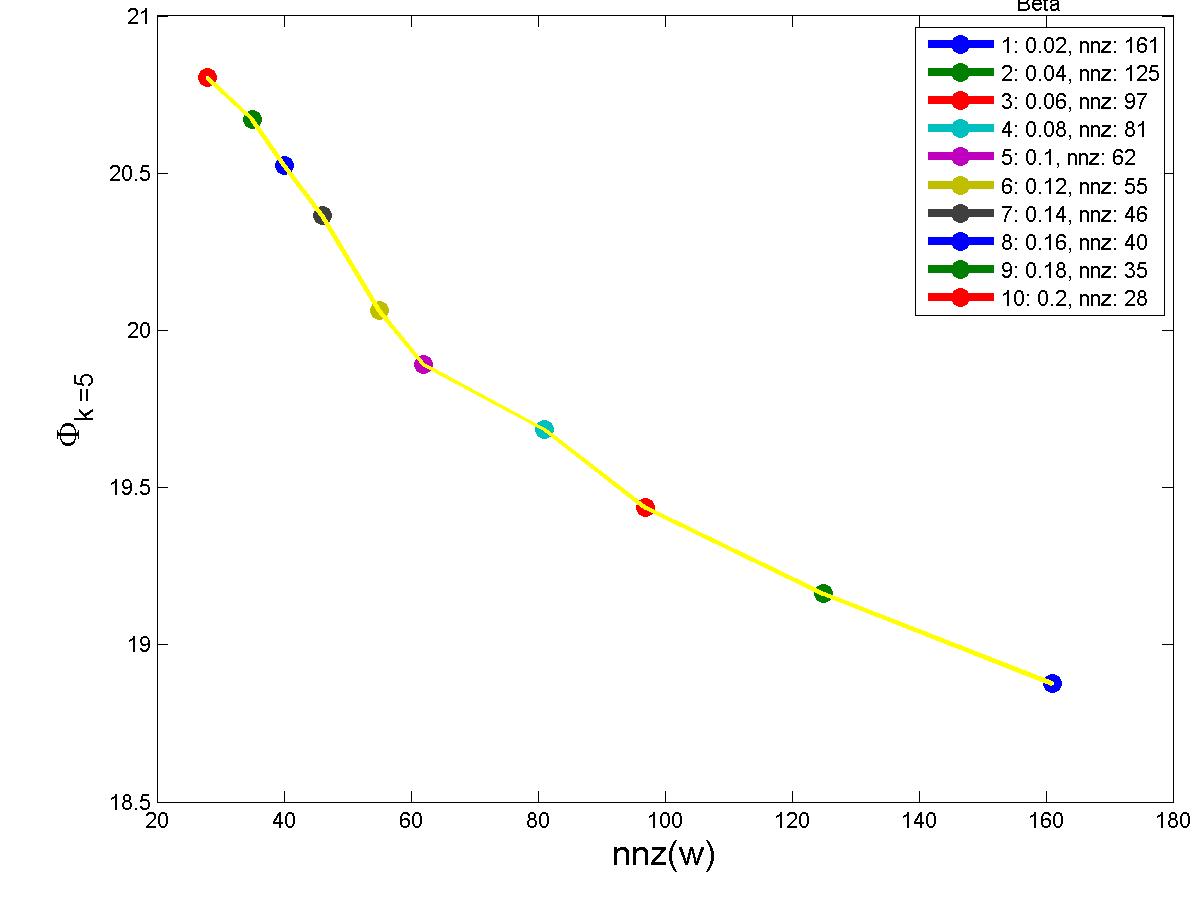 Beta
1: 0.02, nnz: 161
2: 0.04, nnz: 125
3: 0.06, nnz: 97
4: 0.08, nnz: 81
5: 0.1, nnz: 62
6: 0.12, nnz: 55
7: 0.14, nnz: 46
8: 0.16, nnz: 40
9: 0.18, nnz: 35
10: 0.2, nnz: 28
21
20.5
20
19.5
19
18.5
Φk =5
20 40 60 80 100 120 140 160 180
nnz(w)